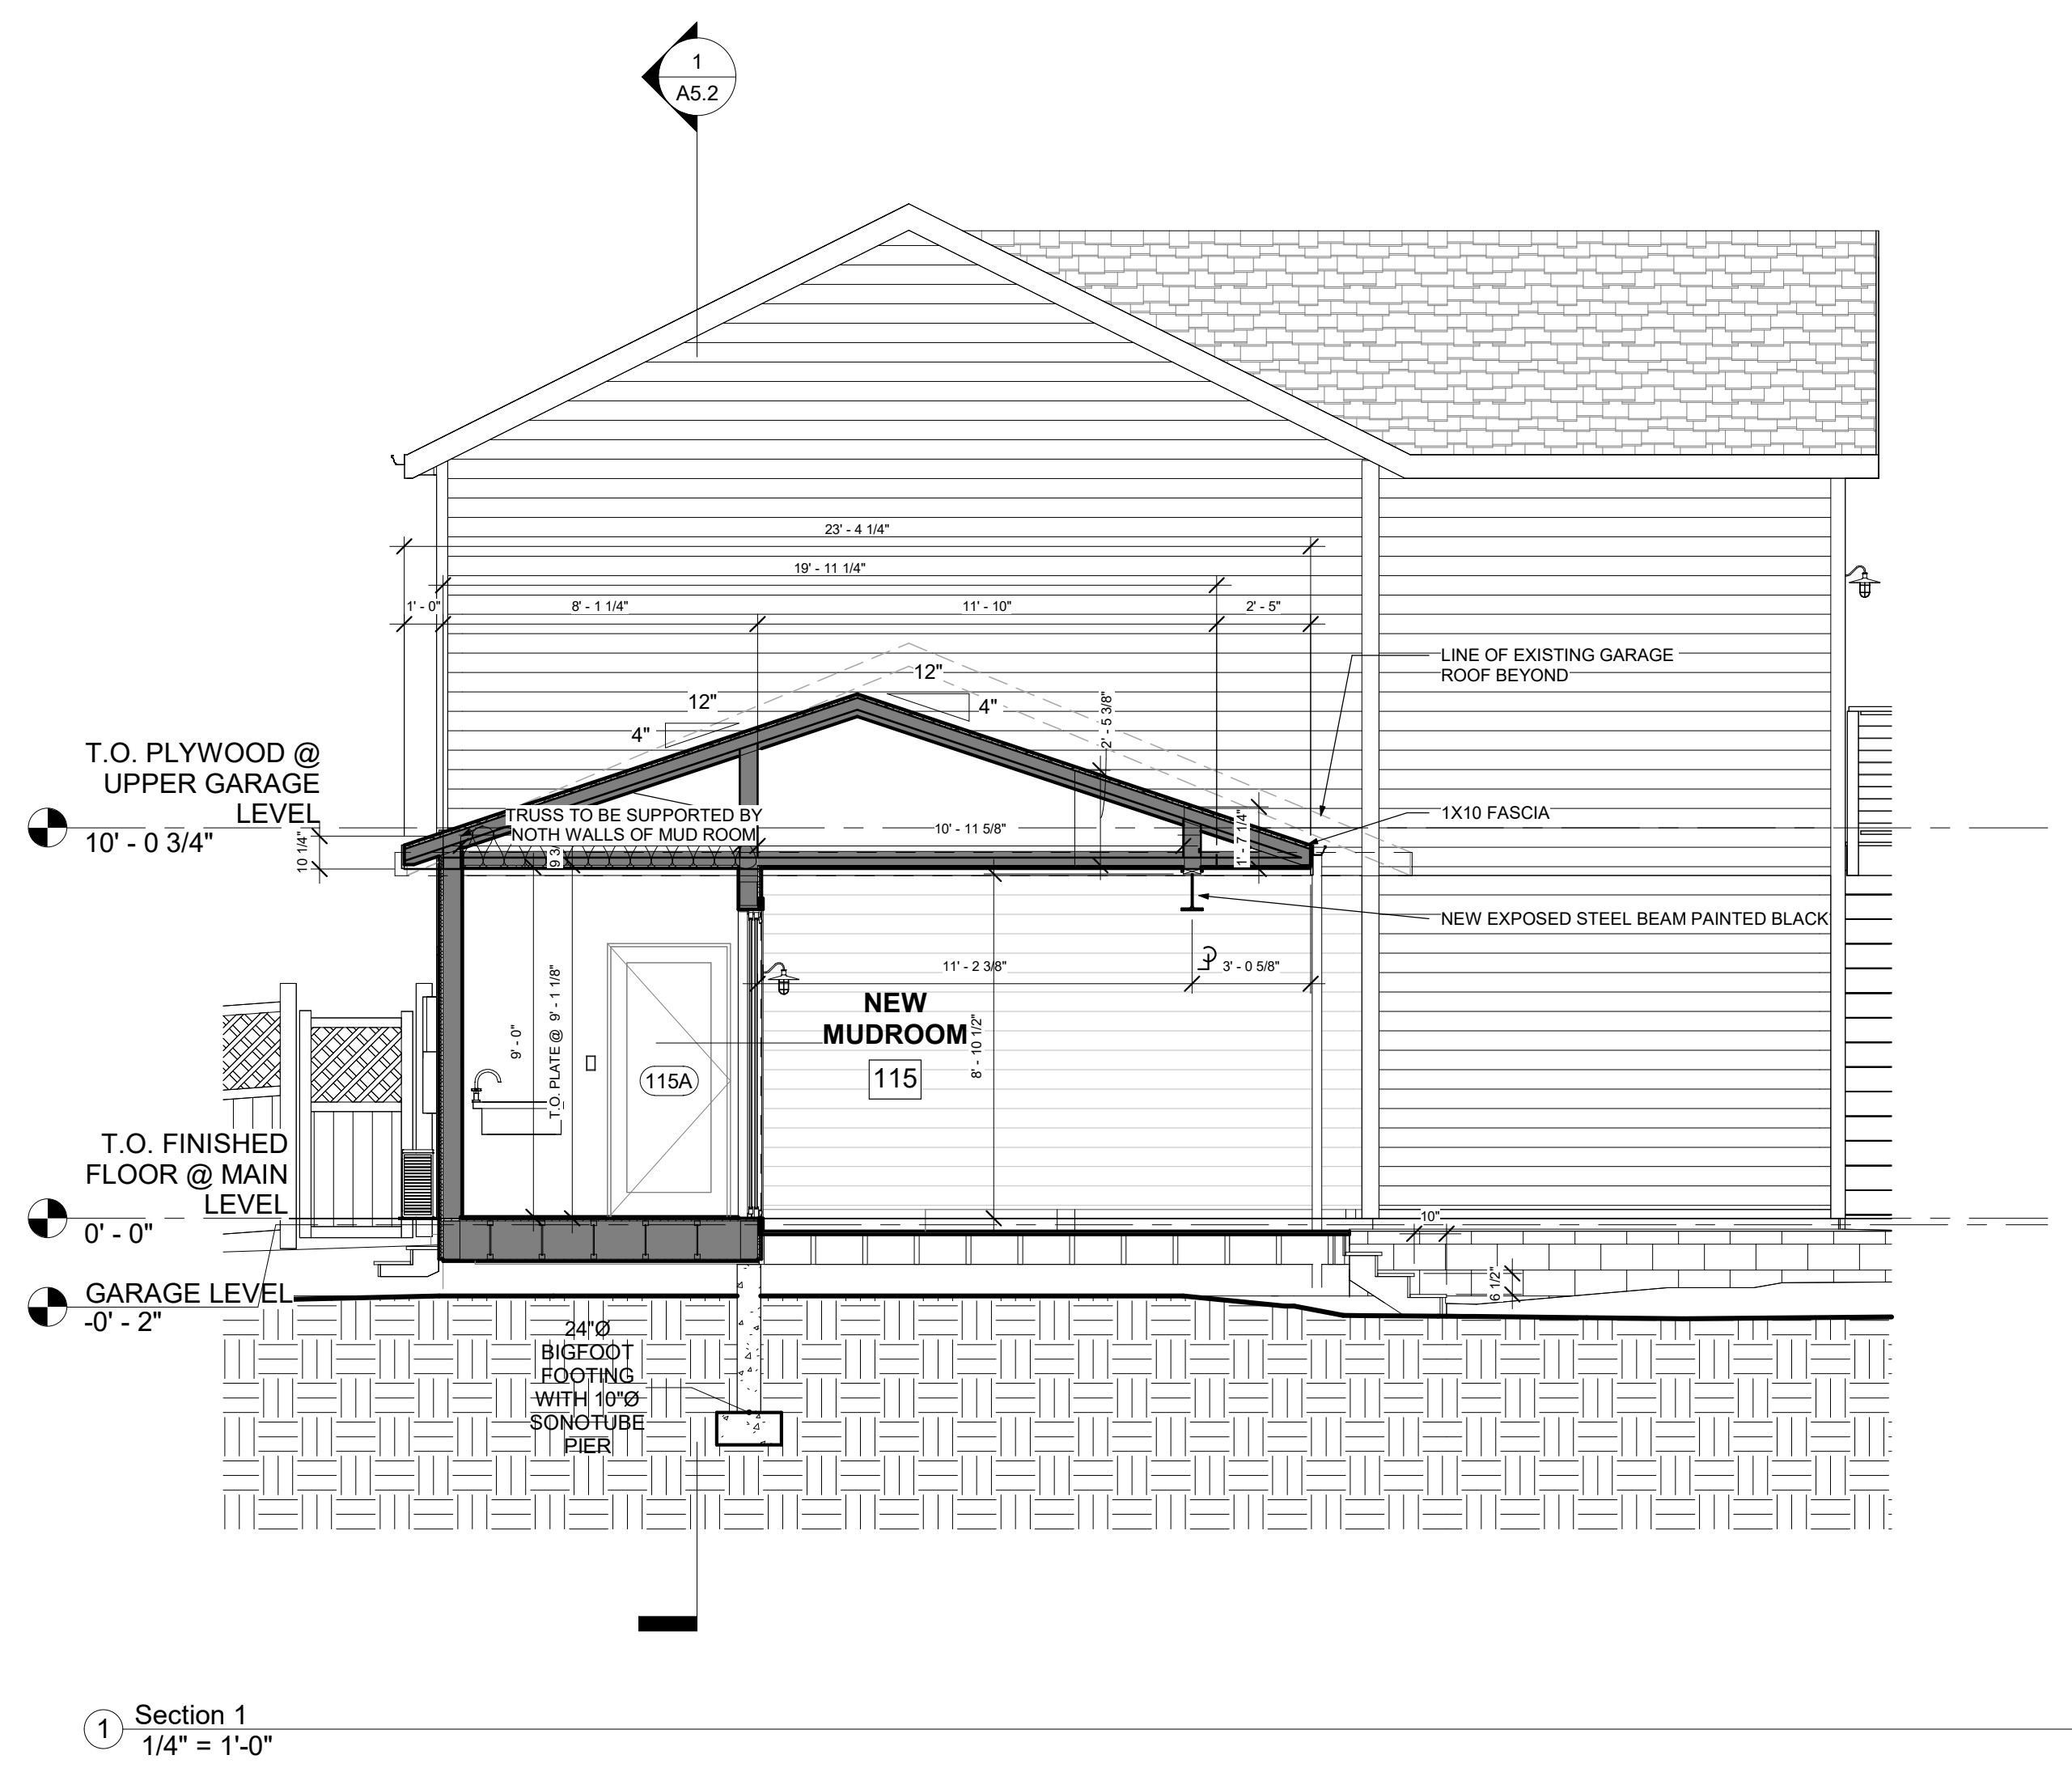 1
A5.2
23' - 4 1/4"
19' - 11 1/4"
1' - 0"
8' - 1 1/4"
11' - 10"
2' - 5"
LINE OF EXISTING GARAGE
ROOF BEYOND
12"
4"
12"
4"
2' - 5 3/8"
T.O. PLYWOOD @
UPPER GARAGE
LEVEL
10' - 0 3/4"
10 1/4"
TRUSS TO BE SUPPORTED BY
NOTH WALLS OF MUD ROOM
10' - 11 5/8"
1' - 7 1/4"
1X10 FASCIA
NEW EXPOSED STEEL BEAM PAINTED BLACK
11' - 2 3/8"
3' - 0 5/8"
NEW
MUDROOM
115
8' - 10 1/2"
9' - 0"
T.O. PLATE @ 9' - 1 1/8"
115A
T.O. FINISHED
FLOOR @ MAIN
LEVEL
0' - 0"
10"
6 1/2"
GARAGE LEVEL
-0' - 2"
24"Ø
BIGFOOT
FOOTING
WITH 10"Ø
SONOTUBE
PIER
1
Section 1
1/4" = 1'-0"